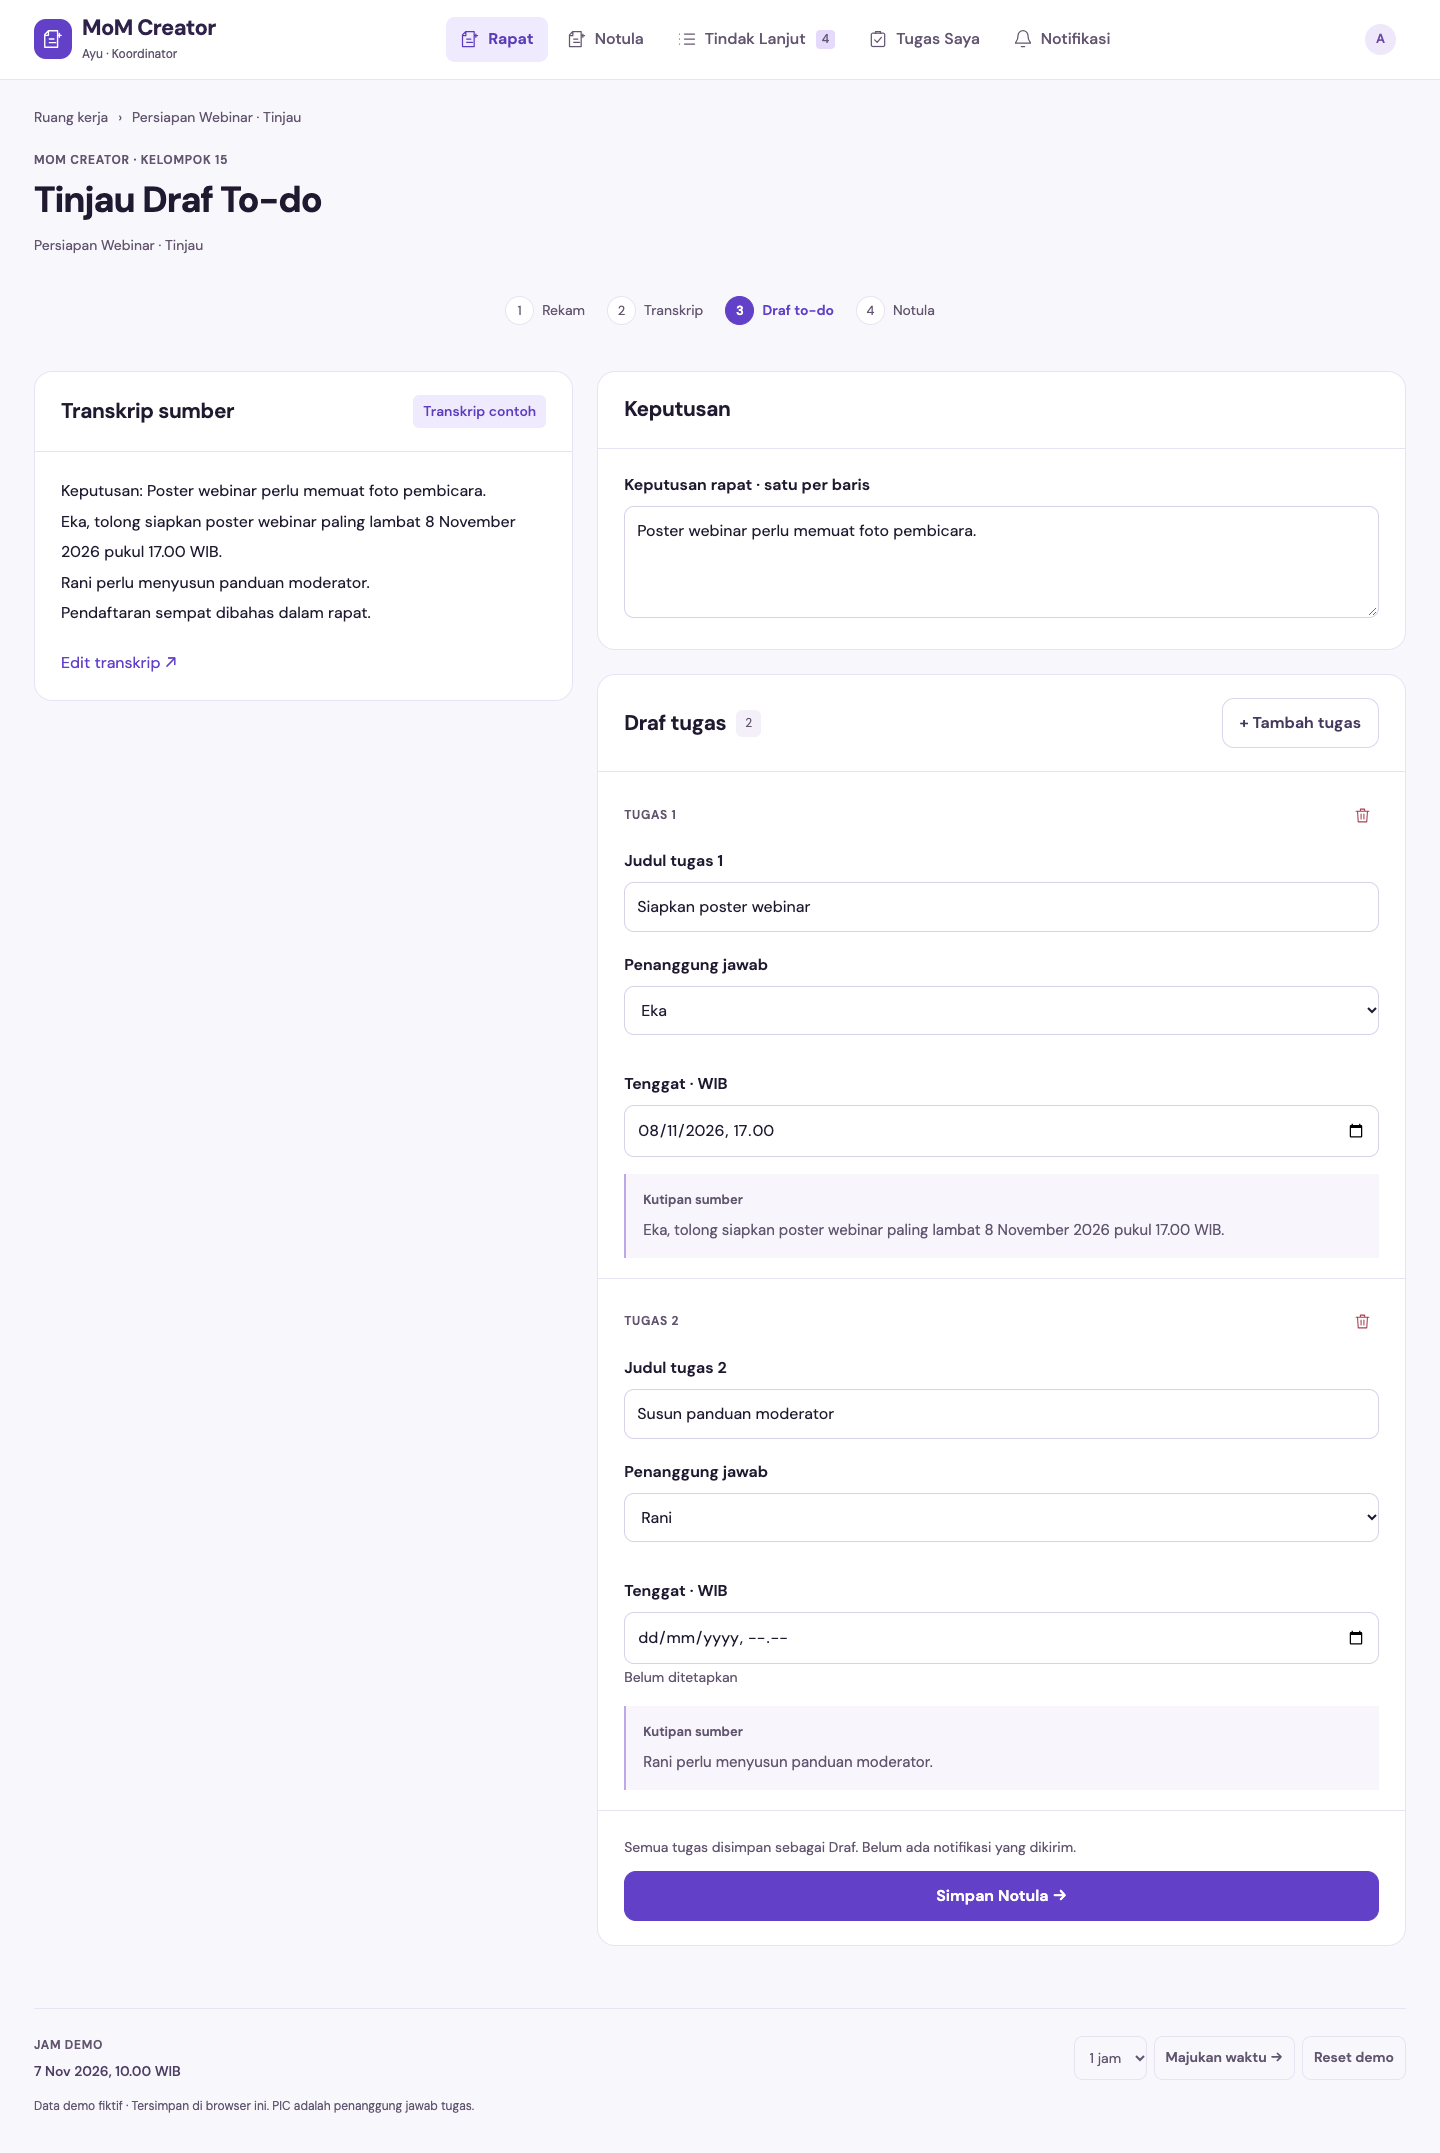 MoM Creator
Ayu · Koordinator
Rapat
Notula
Tindak Lanjut 4
Tugas Saya
Notifikasi
A
Ruang kerja › Persiapan Webinar · Tinjau
MOM CREATOR · KELOMPOK 15
Tinjau Draf To-do
Persiapan Webinar · Tinjau
1 Rekam
2 Transkrip
3 Draf to-do
4 Notula
Transkrip sumber
Transkrip contoh
Keputusan: Poster webinar perlu memuat foto pembicara.
Eka, tolong siapkan poster webinar paling lambat 8 November
2026 pukul 17.00 WIB.
Rani perlu menyusun panduan moderator.
Pendaftaran sempat dibahas dalam rapat.
Edit transkrip ↗
Keputusan
Keputusan rapat · satu per baris
Poster webinar perlu memuat foto pembicara.
Draf tugas 2
+ Tambah tugas
TUGAS 1
Judul tugas 1
Siapkan poster webinar
Penanggung jawab
Eka
Tenggat · WIB
08/11/2026, 17.00
Kutipan sumber
Eka, tolong siapkan poster webinar paling lambat 8 November 2026 pukul 17.00 WIB.
TUGAS 2
Judul tugas 2
Susun panduan moderator
Penanggung jawab
Rani
Tenggat · WIB
dd/mm/yyyy, --.--
Belum ditetapkan
Kutipan sumber
Rani perlu menyusun panduan moderator.
Semua tugas disimpan sebagai Draf. Belum ada notifikasi yang dikirim.
Simpan Notula →
JAM DEMO
7 Nov 2026, 10.00 WIB
1 jam
Majukan waktu →
Reset demo
Data demo fiktif · Tersimpan di browser ini. PIC adalah penanggung jawab tugas.